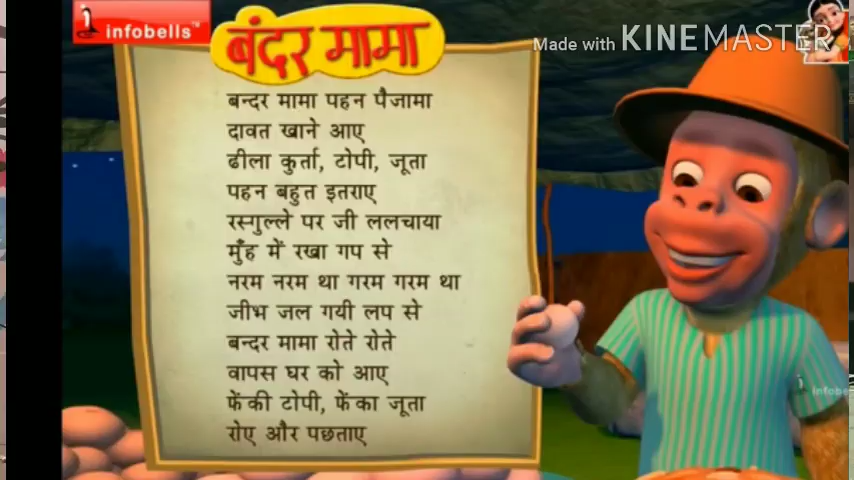 infobells™
बंदर मामा
Made with KINEMASTER
बन्दर मामा पहन पैजामा
दावत खाने आए
ढीला कुर्ता, टोपी, जूता
पहन बहुत इतराए
रसगुल्ले पर जी ललचाया
मुँह में रखा गप से
नरम नरम था गरम गरम था
जीभ जल गयी लप से
बन्दर मामा रोते रोते
वापस घर को आए
फेंकी टोपी, फेंका जूता
रोए और पछताए